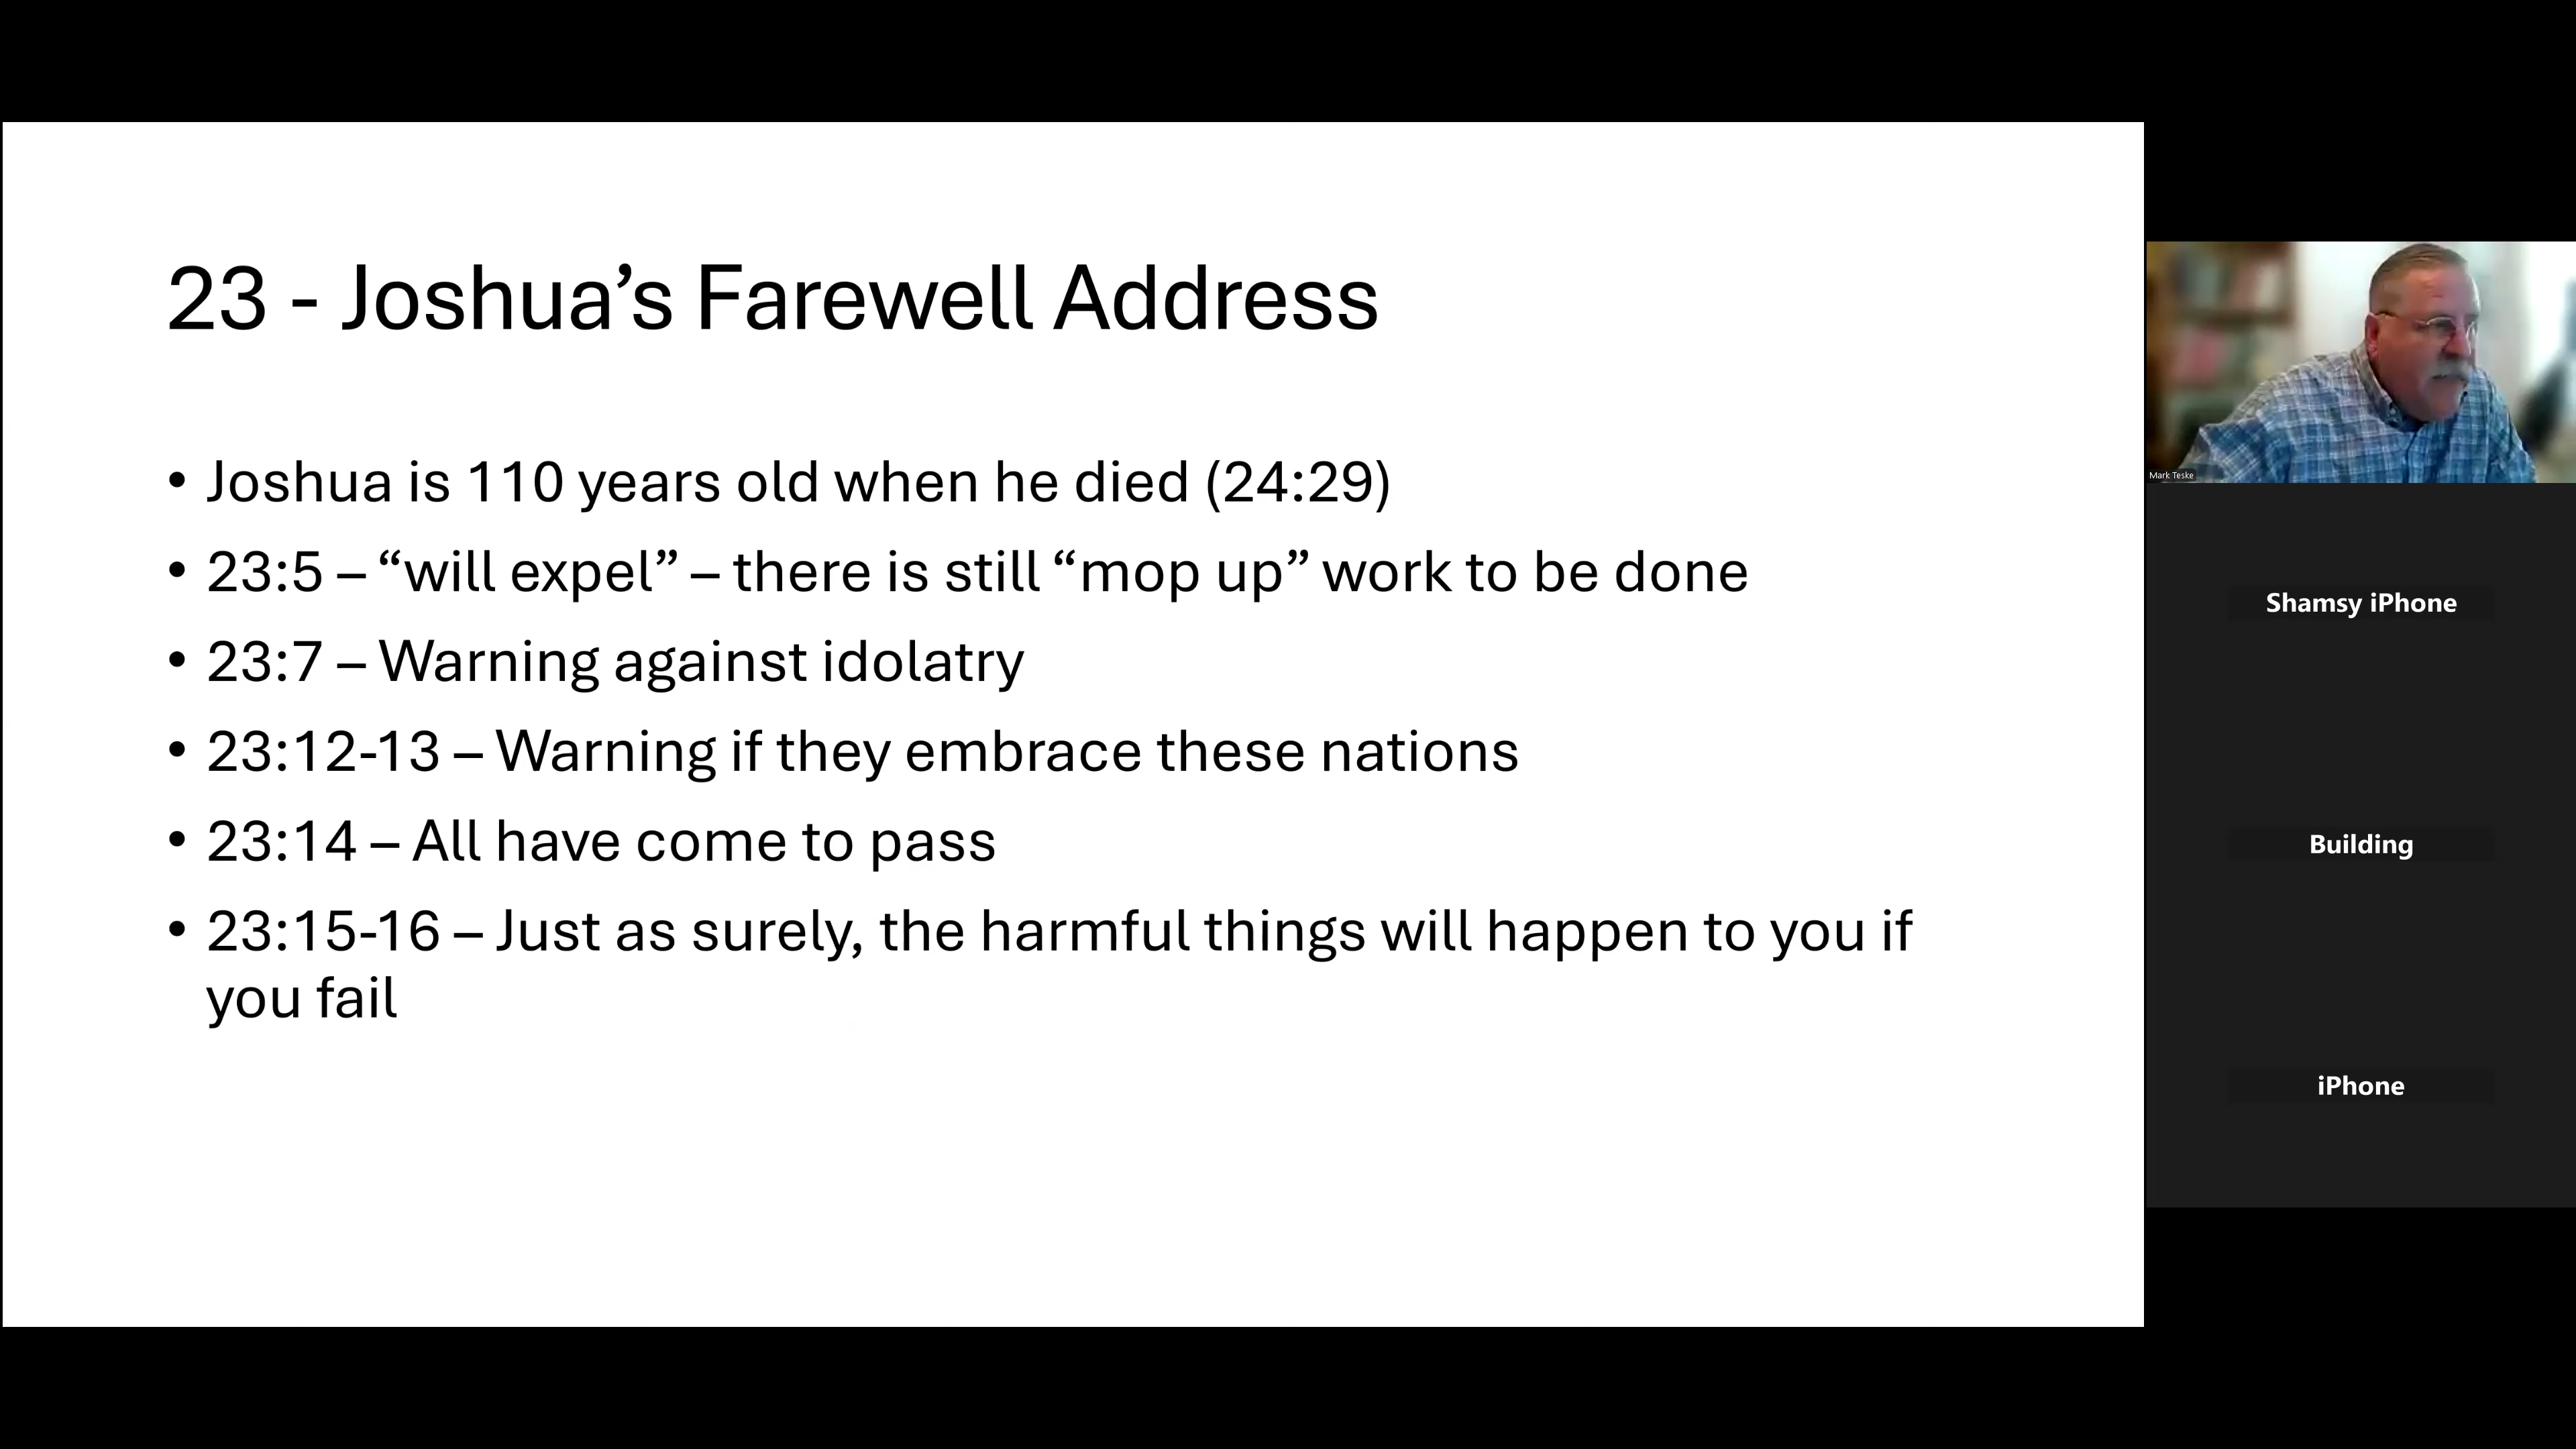 23 - Joshua’s Farewell Address
• Joshua is 110 years old when he died (24:29)
• 23:5 – “will expel” – there is still “mop up” work to be done
• 23:7 – Warning against idolatry
• 23:12-13 – Warning if they embrace these nations
• 23:14 – All have come to pass
• 23:15-16 – Just as surely, the harmful things will happen to you if
you fail
Mark Teske
Shamsy iPhone
Building
iPhone